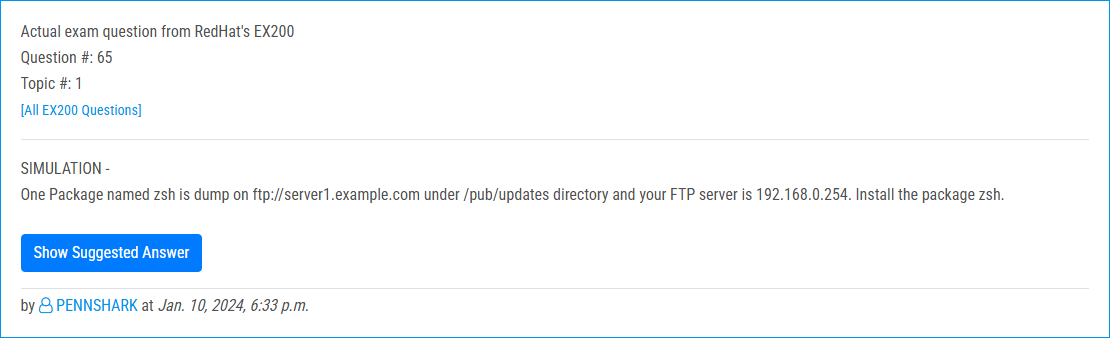 Actual exam question from RedHat's EX200
Question #: 65
Topic #: 1
[All EX200 Questions]
SIMULATION -
One Package named zsh is dump on ftp://server1.example.com under /pub/updates directory and your FTP server is 192.168.0.254. Install the package zsh.
Show Suggested Answer
by PENNSHARK at Jan. 10, 2024, 6:33 p.m.